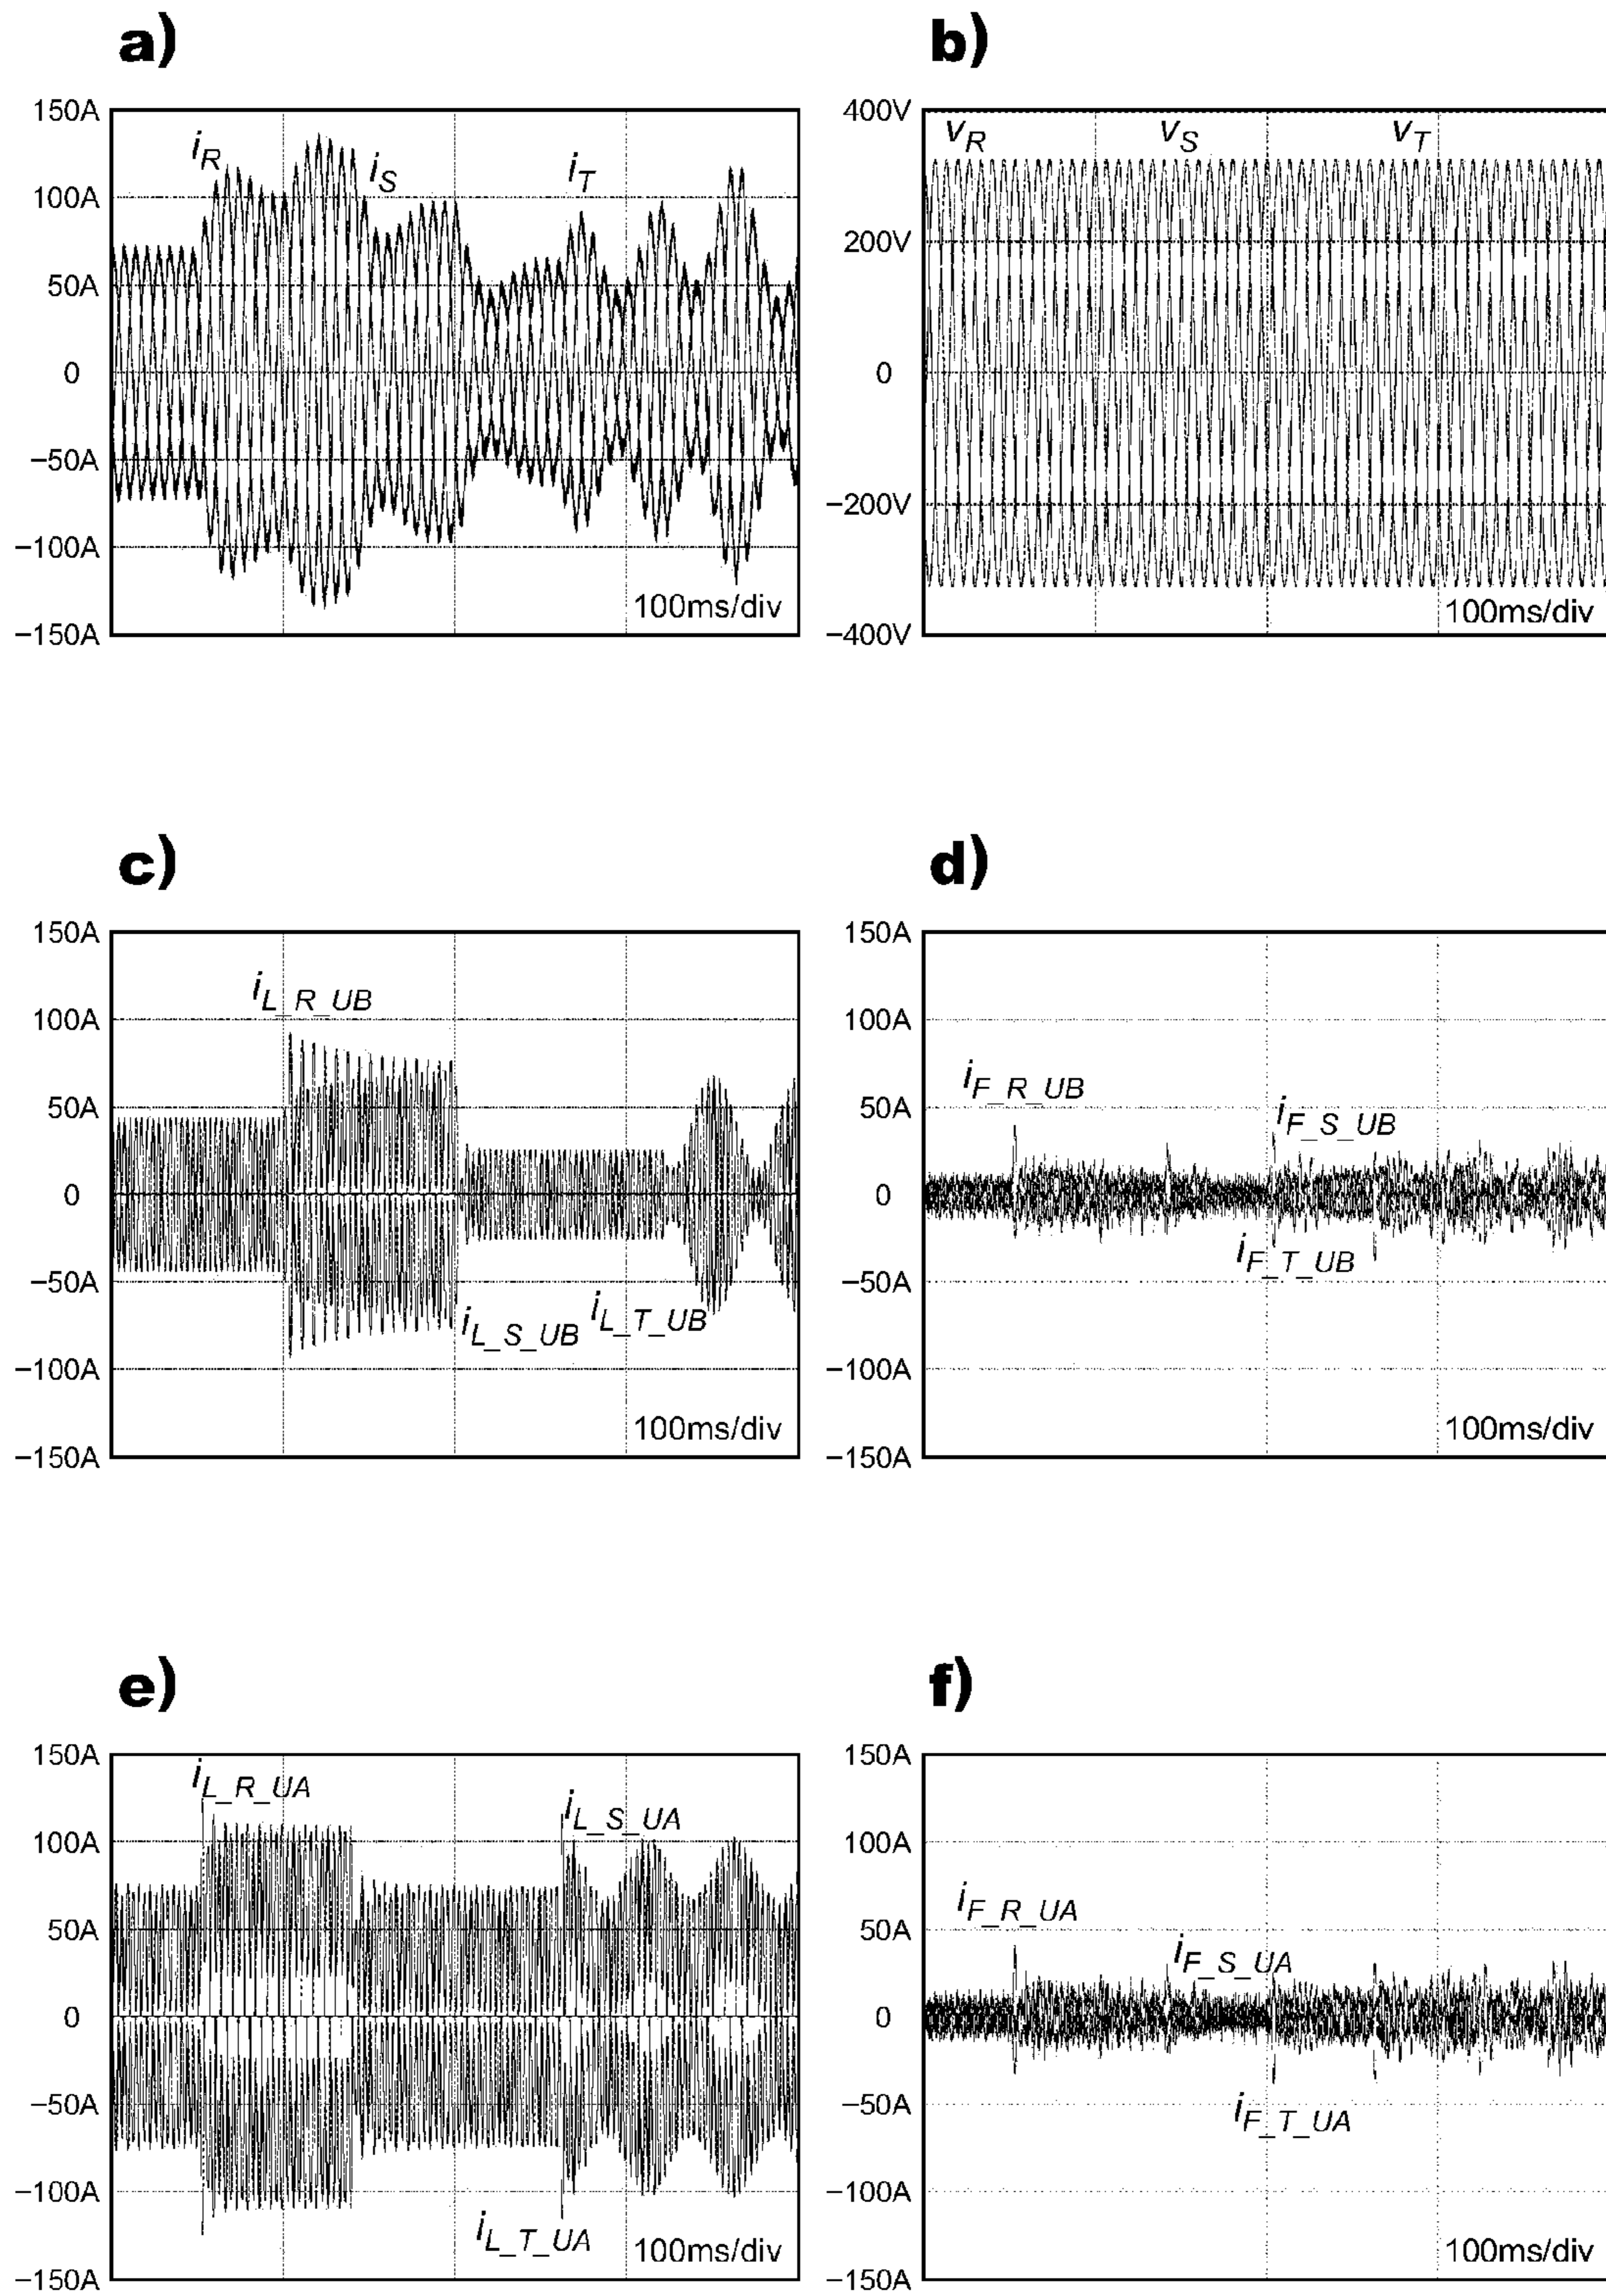 a)
150A
100A
50A
0
−50A
−100A
−150A
i_R
i_S
i_T
100ms/div
b)
400V
200V
0
−200V
−400V
v_R
v_S
v_T
100ms/div
c)
150A
100A
50A
0
−50A
−100A
−150A
i_L_R_UB
i_L_S_UB
i_L_T_UB
100ms/div
d)
150A
100A
50A
0
−50A
−100A
−150A
i_F_R_UB
i_F_S_UB
i_F_T_UB
100ms/div
e)
150A
100A
50A
0
−50A
−100A
−150A
i_L_R_UA
i_L_S_UA
i_L_T_UA
100ms/div
f)
150A
100A
50A
0
−50A
−100A
−150A
i_F_R_UA
i_F_S_UA
i_F_T_UA
100ms/div